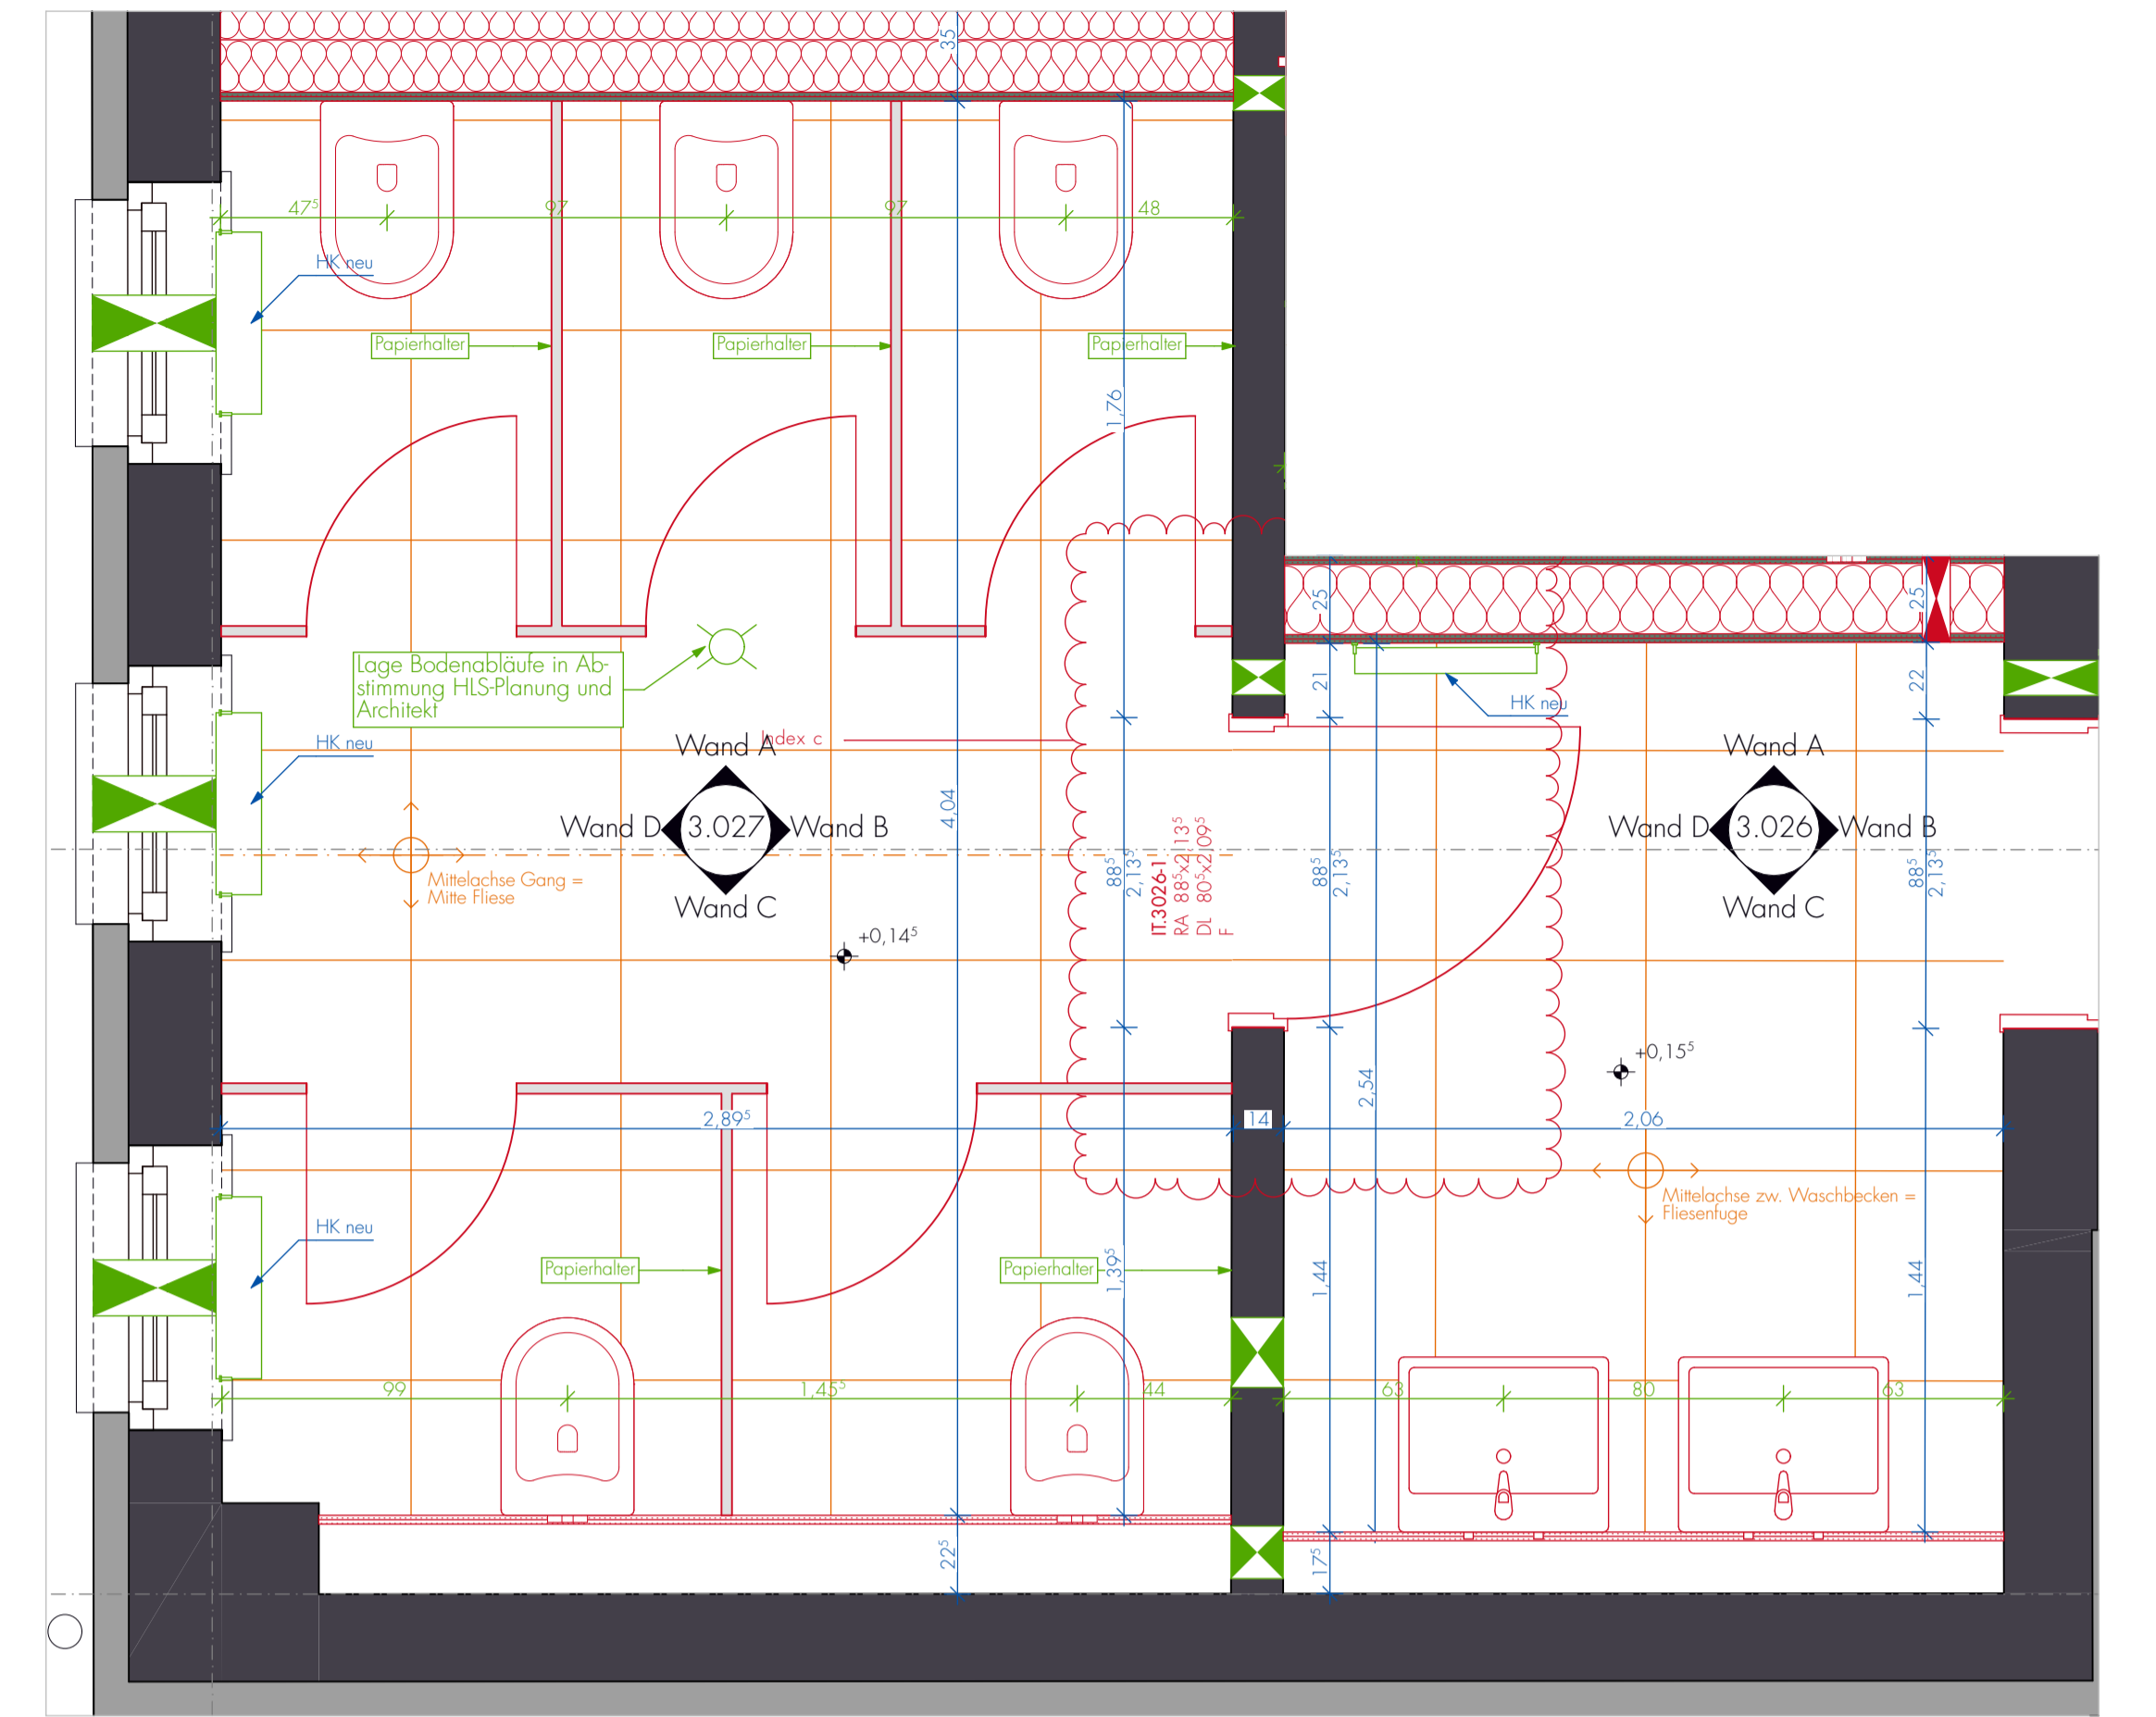 35
47⁵
97
97
48
HK neu
Papierhalter
Papierhalter
Papierhalter
1,76
25
25
Lage Bodenabläufe in Ab-
stimmung HLS-Planung und
Architekt
21
22
HK neu
HK neu
Index c
Wand A
Wand D
3.027
Wand B
Wand C
Wand A
Wand D
3.026
Wand B
Wand C
4,04
88⁵
2,13⁵
IT.3026-1
RA 88⁵x2,13⁵
DL 80⁵x2,09⁵
F
88⁵
2,13⁵
88⁵
2,13⁵
Mittelachse Gang =
Mitte Fliese
+0,14⁵
+0,15⁵
2,54
2,89⁵
14
2,06
Mittelachse zw. Waschbecken =
Fliesenfuge
HK neu
Papierhalter
Papierhalter
1,39⁵
1,44
1,44
99
1,45⁵
44
63
80
63
22⁵
17⁵